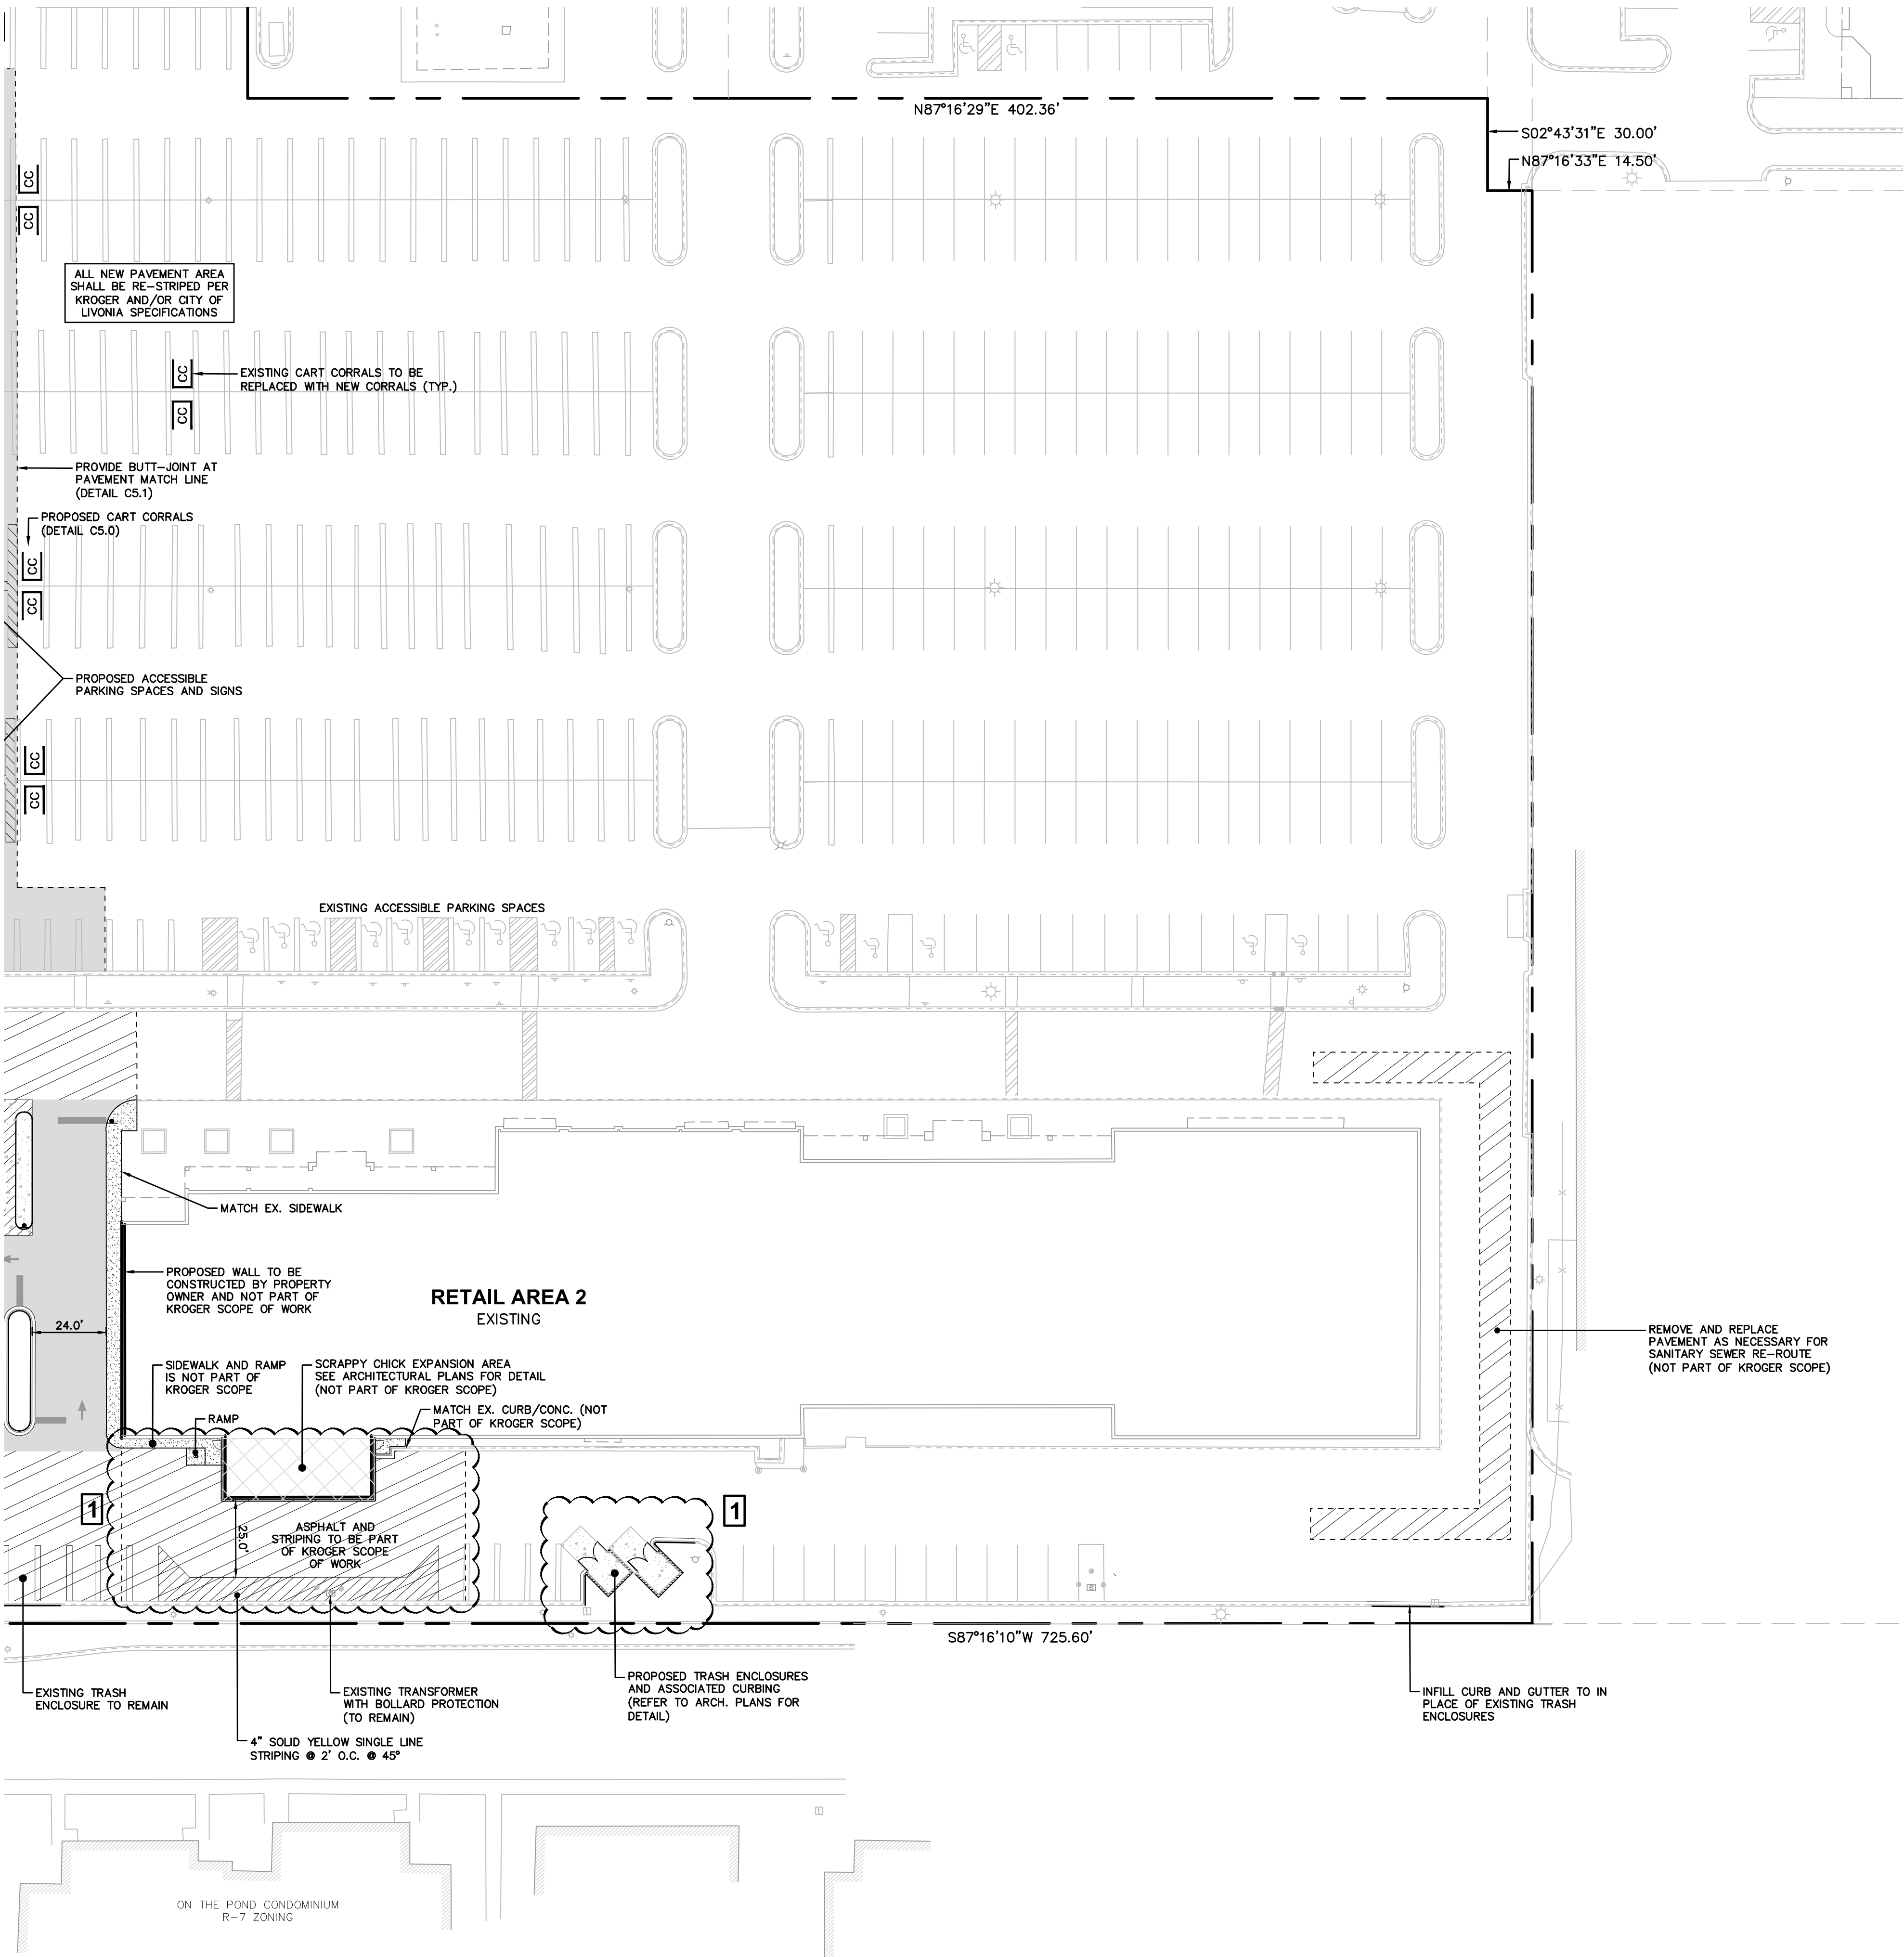 N87°16'29"E 402.36'
S02°43'31"E 30.00'
N87°16'33"E 14.50'
CC
CC
ALL NEW PAVEMENT AREA
SHALL BE RE-STRIPED PER
KROGER AND/OR CITY OF
LIVONIA SPECIFICATIONS
CC
CC
EXISTING CART CORRALS TO BE
REPLACED WITH NEW CORRALS (TYP.)
PROVIDE BUTT-JOINT AT
PAVEMENT MATCH LINE
(DETAIL C5.1)
PROPOSED CART CORRALS
(DETAIL C5.0)
CC
CC
PROPOSED ACCESSIBLE
PARKING SPACES AND SIGNS
CC
CC
EXISTING ACCESSIBLE PARKING SPACES
MATCH EX. SIDEWALK
PROPOSED WALL TO BE
CONSTRUCTED BY PROPERTY
OWNER AND NOT PART OF
KROGER SCOPE OF WORK
RETAIL AREA 2
EXISTING
24.0'
REMOVE AND REPLACE
PAVEMENT AS NECESSARY FOR
SANITARY SEWER RE-ROUTE
(NOT PART OF KROGER SCOPE)
SIDEWALK AND RAMP
IS NOT PART OF
KROGER SCOPE
SCRAPPY CHICK EXPANSION AREA
SEE ARCHITECTURAL PLANS FOR DETAIL
(NOT PART OF KROGER SCOPE)
MATCH EX. CURB/CONC. (NOT
PART OF KROGER SCOPE)
RAMP
1
1
25.0'
ASPHALT AND
STRIPING TO BE PART
OF KROGER SCOPE
OF WORK
S87°16'10"W 725.60'
EXISTING TRASH
ENCLOSURE TO REMAIN
EXISTING TRANSFORMER
WITH BOLLARD PROTECTION
(TO REMAIN)
PROPOSED TRASH ENCLOSURES
AND ASSOCIATED CURBING
(REFER TO ARCH. PLANS FOR
DETAIL)
INFILL CURB AND GUTTER TO IN
PLACE OF EXISTING TRASH
ENCLOSURES
4" SOLID YELLOW SINGLE LINE
STRIPING @ 2' O.C. @ 45°
ON THE POND CONDOMINIUM
R-7 ZONING